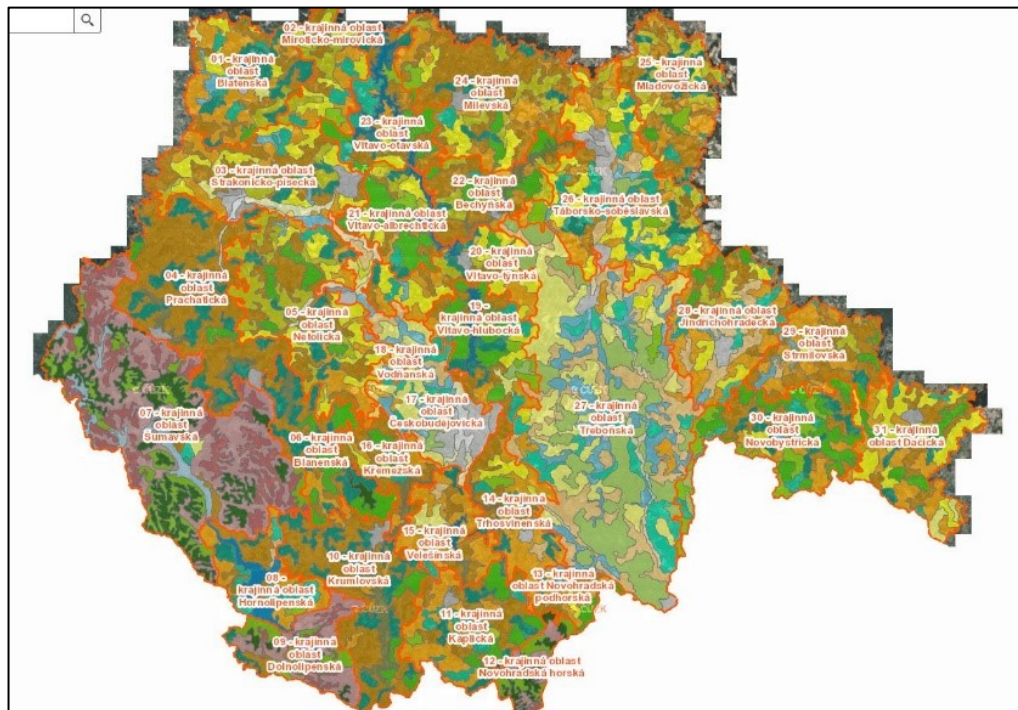 02 - krajinná oblast
Miroticko-mirovická
01 - krajinná
oblast
Blatenská
25 - krajinná
oblast
Mladovožická
24 - krajinná
oblast
Milevská
23 - krajinná
oblast
Vltavo-otavská
03 - krajinná oblast
Strakonicko-písecká
22 - krajinná
oblast
Bechyňská
26 - krajinná oblast
Táborsko-soběslavská
21 - krajinná oblast
Vltavo-albrechtická
20 - krajinná
oblast
Vltavo-týnská
04 - krajinná
oblast
Prachatická
05 - krajinná
oblast
Netolická
19 -
krajinná oblast
Vltavo-hlubocká
28 - krajinná oblast
Jindřichohradecká
29 - krajinná
oblast
Strmilovská
18 - krajinná
oblast
Vodňanská
17 - krajinná
oblast
Českobudějovická
27 - krajinná
oblast
Třeboňská
07 - krajinná
oblast
Šumavská
06 - krajinná
oblast
Blanenská
16 - krajinná
oblast
Křemežská
30 - krajinná
oblast
Novobystřická
31 - krajinná
oblast Dačická
14 - krajinná
oblast
Trhosvinenská
15 - krajinná
oblast
Velešínská
10 - krajinná
oblast
Krumlovská
08 -
krajinná oblast
Hornolipenská
13 - krajinná
oblast Novohradská
podhorská
11 - krajinná
oblast
Kaplická
09 - krajinná
oblast
Dolnolipenská
12 - krajinná oblast
Novohradská horská